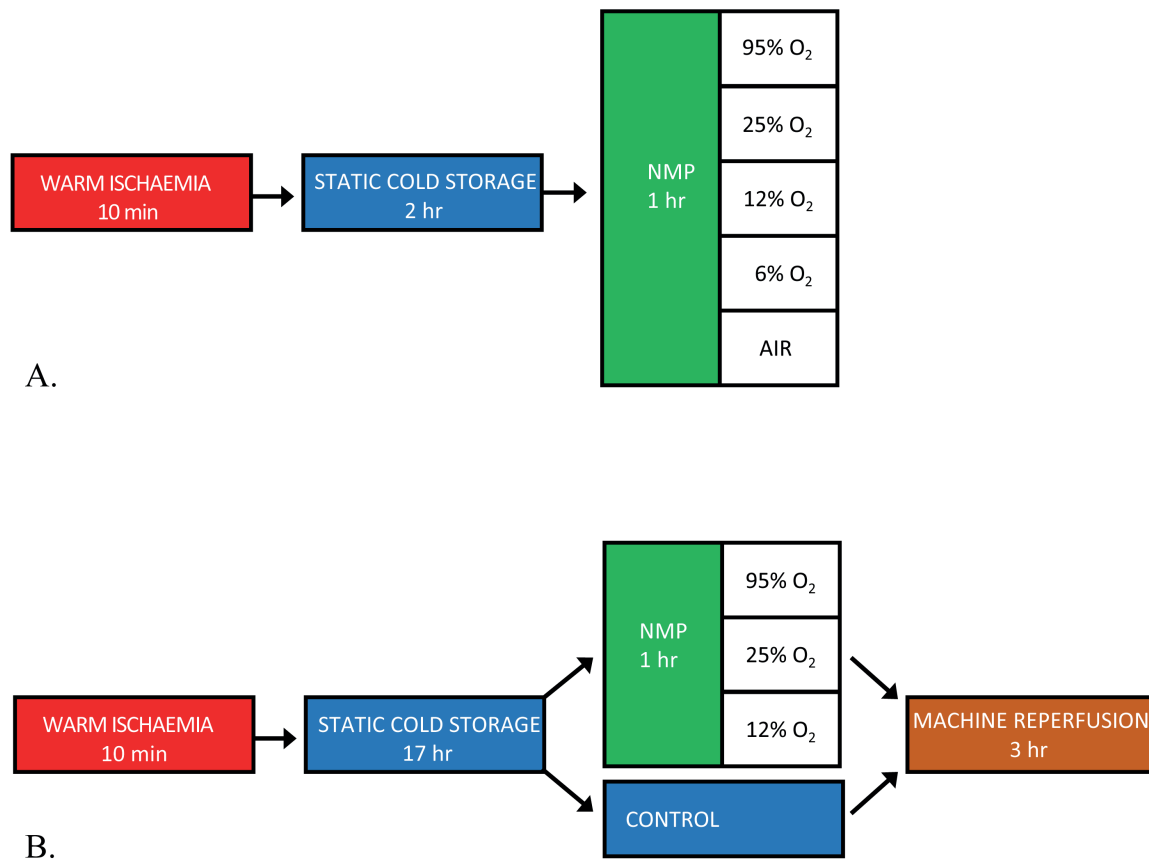 WARM ISCHAEMIA
10 min
STATIC COLD STORAGE
2 hr
NMP
1 hr
95% O₂
25% O₂
12% O₂
6% O₂
AIR
A.
WARM ISCHAEMIA
10 min
STATIC COLD STORAGE
17 hr
NMP
1 hr
95% O₂
25% O₂
12% O₂
CONTROL
MACHINE REPERFUSION
3 hr
B.